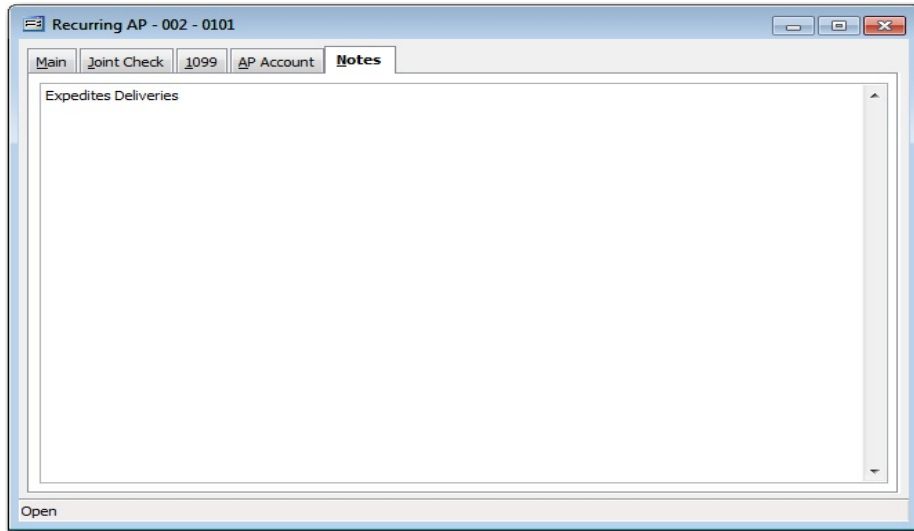 Recurring AP - 002 - 0101
Main Joint Check 1099 AP Account Notes
Expedites Deliveries
Open